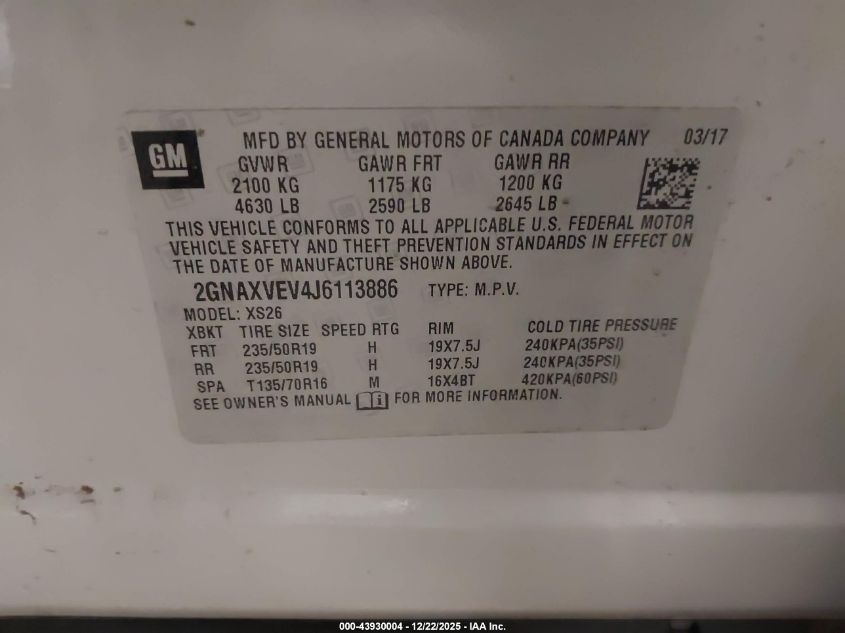 GM
MFD BY GENERAL MOTORS OF CANADA COMPANY 03/17
GVWR GAWR FRT GAWR RR
2100 KG 1175 KG 1200 KG
4630 LB 2590 LB 2645 LB
THIS VEHICLE CONFORMS TO ALL APPLICABLE U.S. FEDERAL MOTOR
VEHICLE SAFETY AND THEFT PREVENTION STANDARDS IN EFFECT ON
THE DATE OF MANUFACTURE SHOWN ABOVE.
2GNAXVEV4J6113886 TYPE: M.P.V.
MODEL: XS26
XBKT TIRE SIZE SPEED RTG RIM COLD TIRE PRESSURE
FRT 235/50R19 H 19X7.5J 240KPA(35PSI)
RR 235/50R19 H 19X7.5J 240KPA(35PSI)
SPA T135/70R16 M 16X4BT 420KPA(60PSI)
SEE OWNER'S MANUAL FOR MORE INFORMATION.
000-43930004 - 12/22/2025 - IAA Inc.